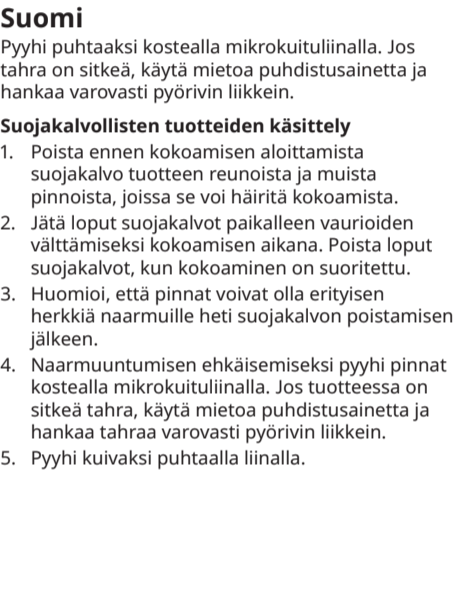 Suomi
Pyyhi puhtaaksi kostealla mikrokuituliinalla. Jos
tahra on sitkeä, käytä mietoa puhdistusainetta ja
hankaa varovasti pyörivin liikkein.
Suojakalvollisten tuotteiden käsittely
1. Poista ennen kokoamisen aloittamista
suojakalvo tuotteen reunoista ja muista
pinnoista, joissa se voi häiritä kokoamista.
2. Jätä loput suojakalvot paikalleen vaurioiden
välttämiseksi kokoamisen aikana. Poista loput
suojakalvot, kun kokoaminen on suoritettu.
3. Huomioi, että pinnat voivat olla erityisen
herkkiä naarmuille heti suojakalvon poistamisen
jälkeen.
4. Naarmuuntumisen ehkäisemiseksi pyyhi pinnat
kostealla mikrokuituliinalla. Jos tuotteessa on
sitkeä tahra, käytä mietoa puhdistusainetta ja
hankaa tahraa varovasti pyörivin liikkein.
5. Pyyhi kuivaksi puhtaalla liinalla.